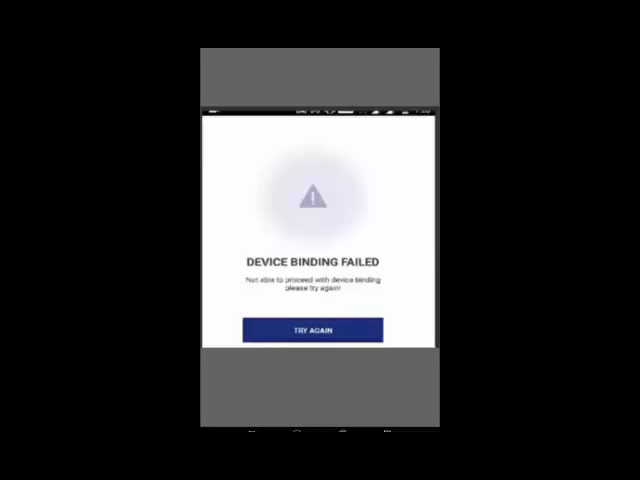 DEVICE BINDING FAILED
Not able to proceed with device binding
please try again!
TRY AGAIN